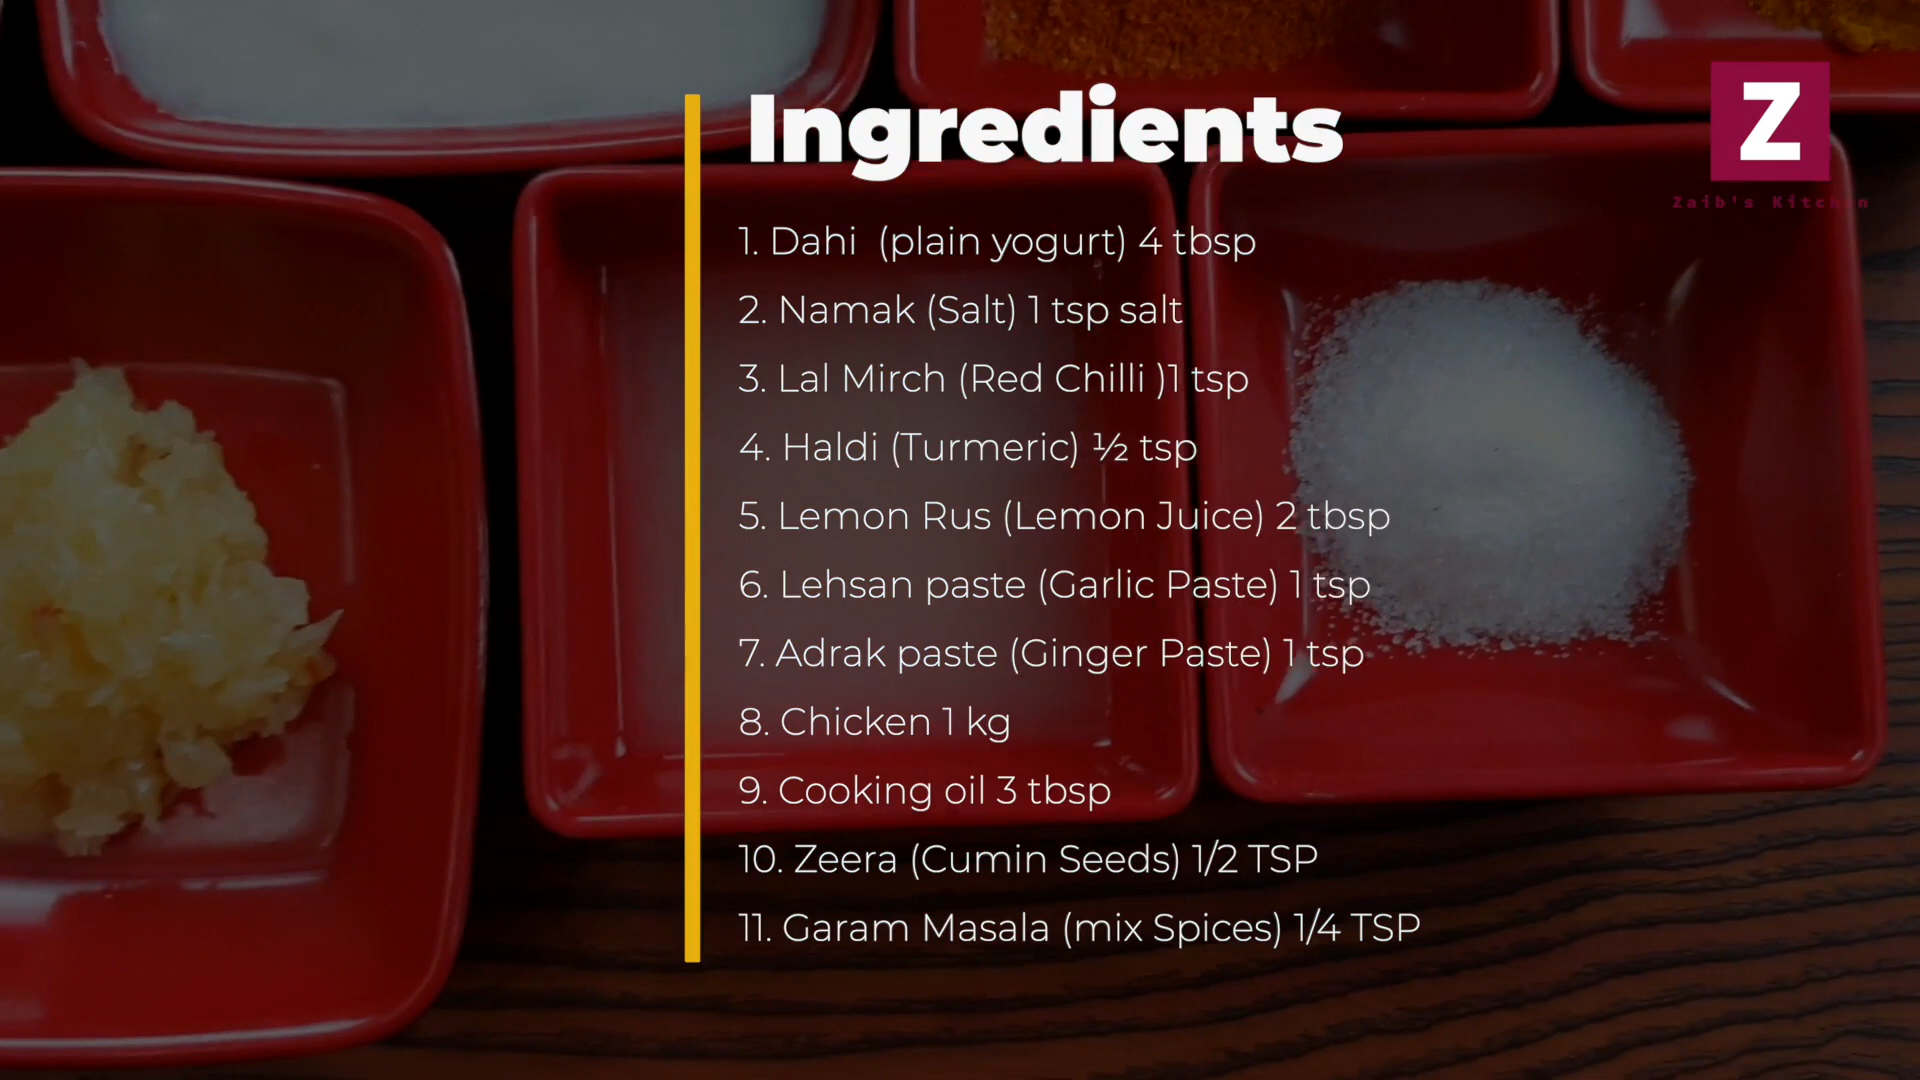 Ingredients
Z
Zaib's Kitchen
1. Dahi  (plain yogurt) 4 tbsp
2. Namak (Salt) 1 tsp salt
3. Lal Mirch (Red Chilli )1 tsp
4. Haldi (Turmeric) ½ tsp
5. Lemon Rus (Lemon Juice) 2 tbsp
6. Lehsan paste (Garlic Paste) 1 tsp
7. Adrak paste (Ginger Paste) 1 tsp
8. Chicken 1 kg
9. Cooking oil 3 tbsp
10. Zeera (Cumin Seeds) 1/2 TSP
11. Garam Masala (mix Spices) 1/4 TSP